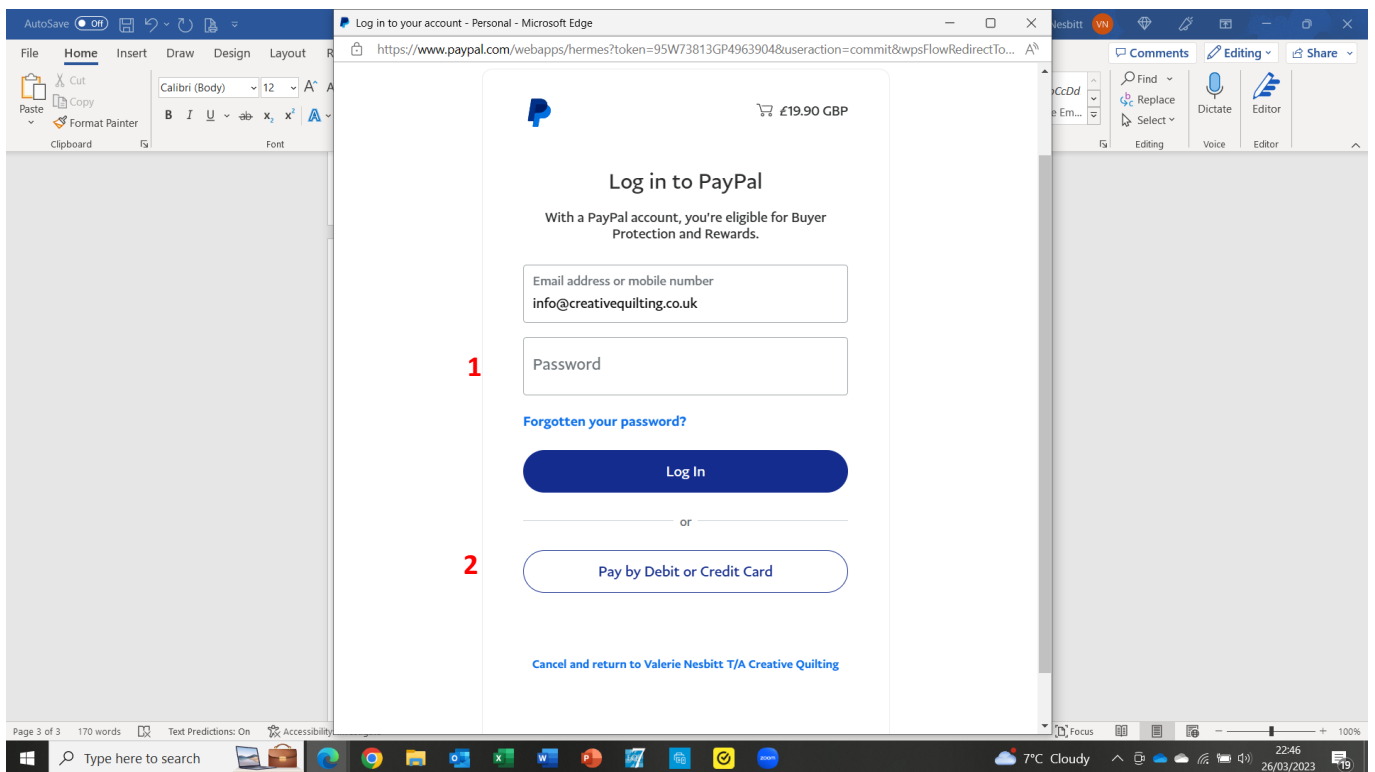 AutoSave Off
Log in to your account - Personal - Microsoft Edge
Nesbitt VN
File Home Insert Draw Design Layout
https://www.paypal.com/webapps/hermes?token=95W73813GP4963904&useraction=commit&wpsFlowRedirectTo...
Comments Editing Share
Paste
Cut
Copy
Format Painter
Clipboard
Calibri (Body) 12
B I U ab x₂ x² A
Font
£19.90 GBP
Log in to PayPal
With a PayPal account, you're eligible for Buyer
Protection and Rewards.
Email address or mobile number
info@creativequilting.co.uk
1
Password
Forgotten your password?
Log In
or
2
Pay by Debit or Credit Card
Cancel and return to Valerie Nesbitt T/A Creative Quilting
Find
Replace
Select
Editing
Dictate
Voice
Editor
Editor
Page 3 of 3 170 words Text Predictions: On Accessibility
Focus 100%
Type here to search
zoom
7°C Cloudy
22:46
26/03/2023
19